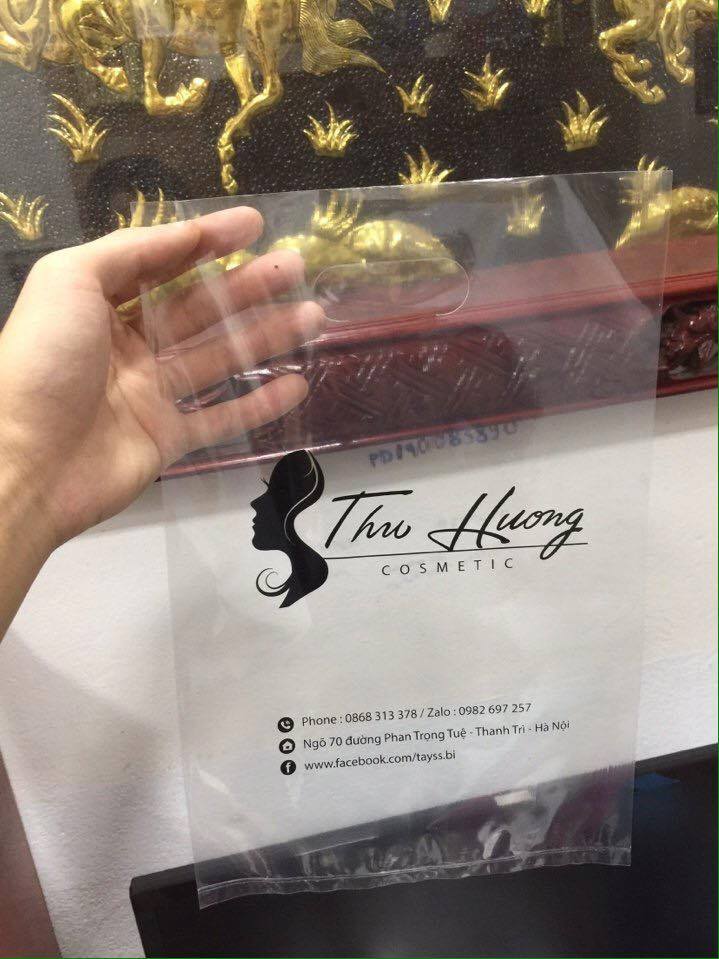 PD190085890
Thu Huong
COSMETIC
Phone : 0868 313 378 / Zalo : 0982 697 257
Ngõ 70 đường Phan Trọng Tuệ - Thanh Trì - Hà Nội
www.facebook.com/tayss.bi